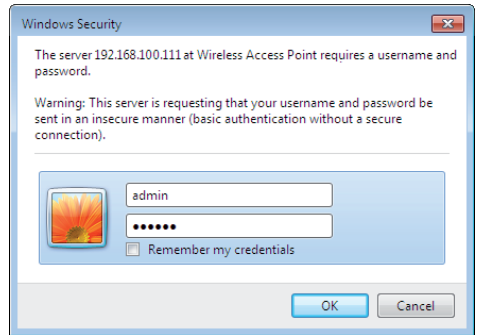 Windows Security
The server 192.168.100.111 at Wireless Access Point requires a username and
password.
Warning: This server is requesting that your username and password be
sent in an insecure manner (basic authentication without a secure
connection).
admin
••••••
Remember my credentials
OK Cancel